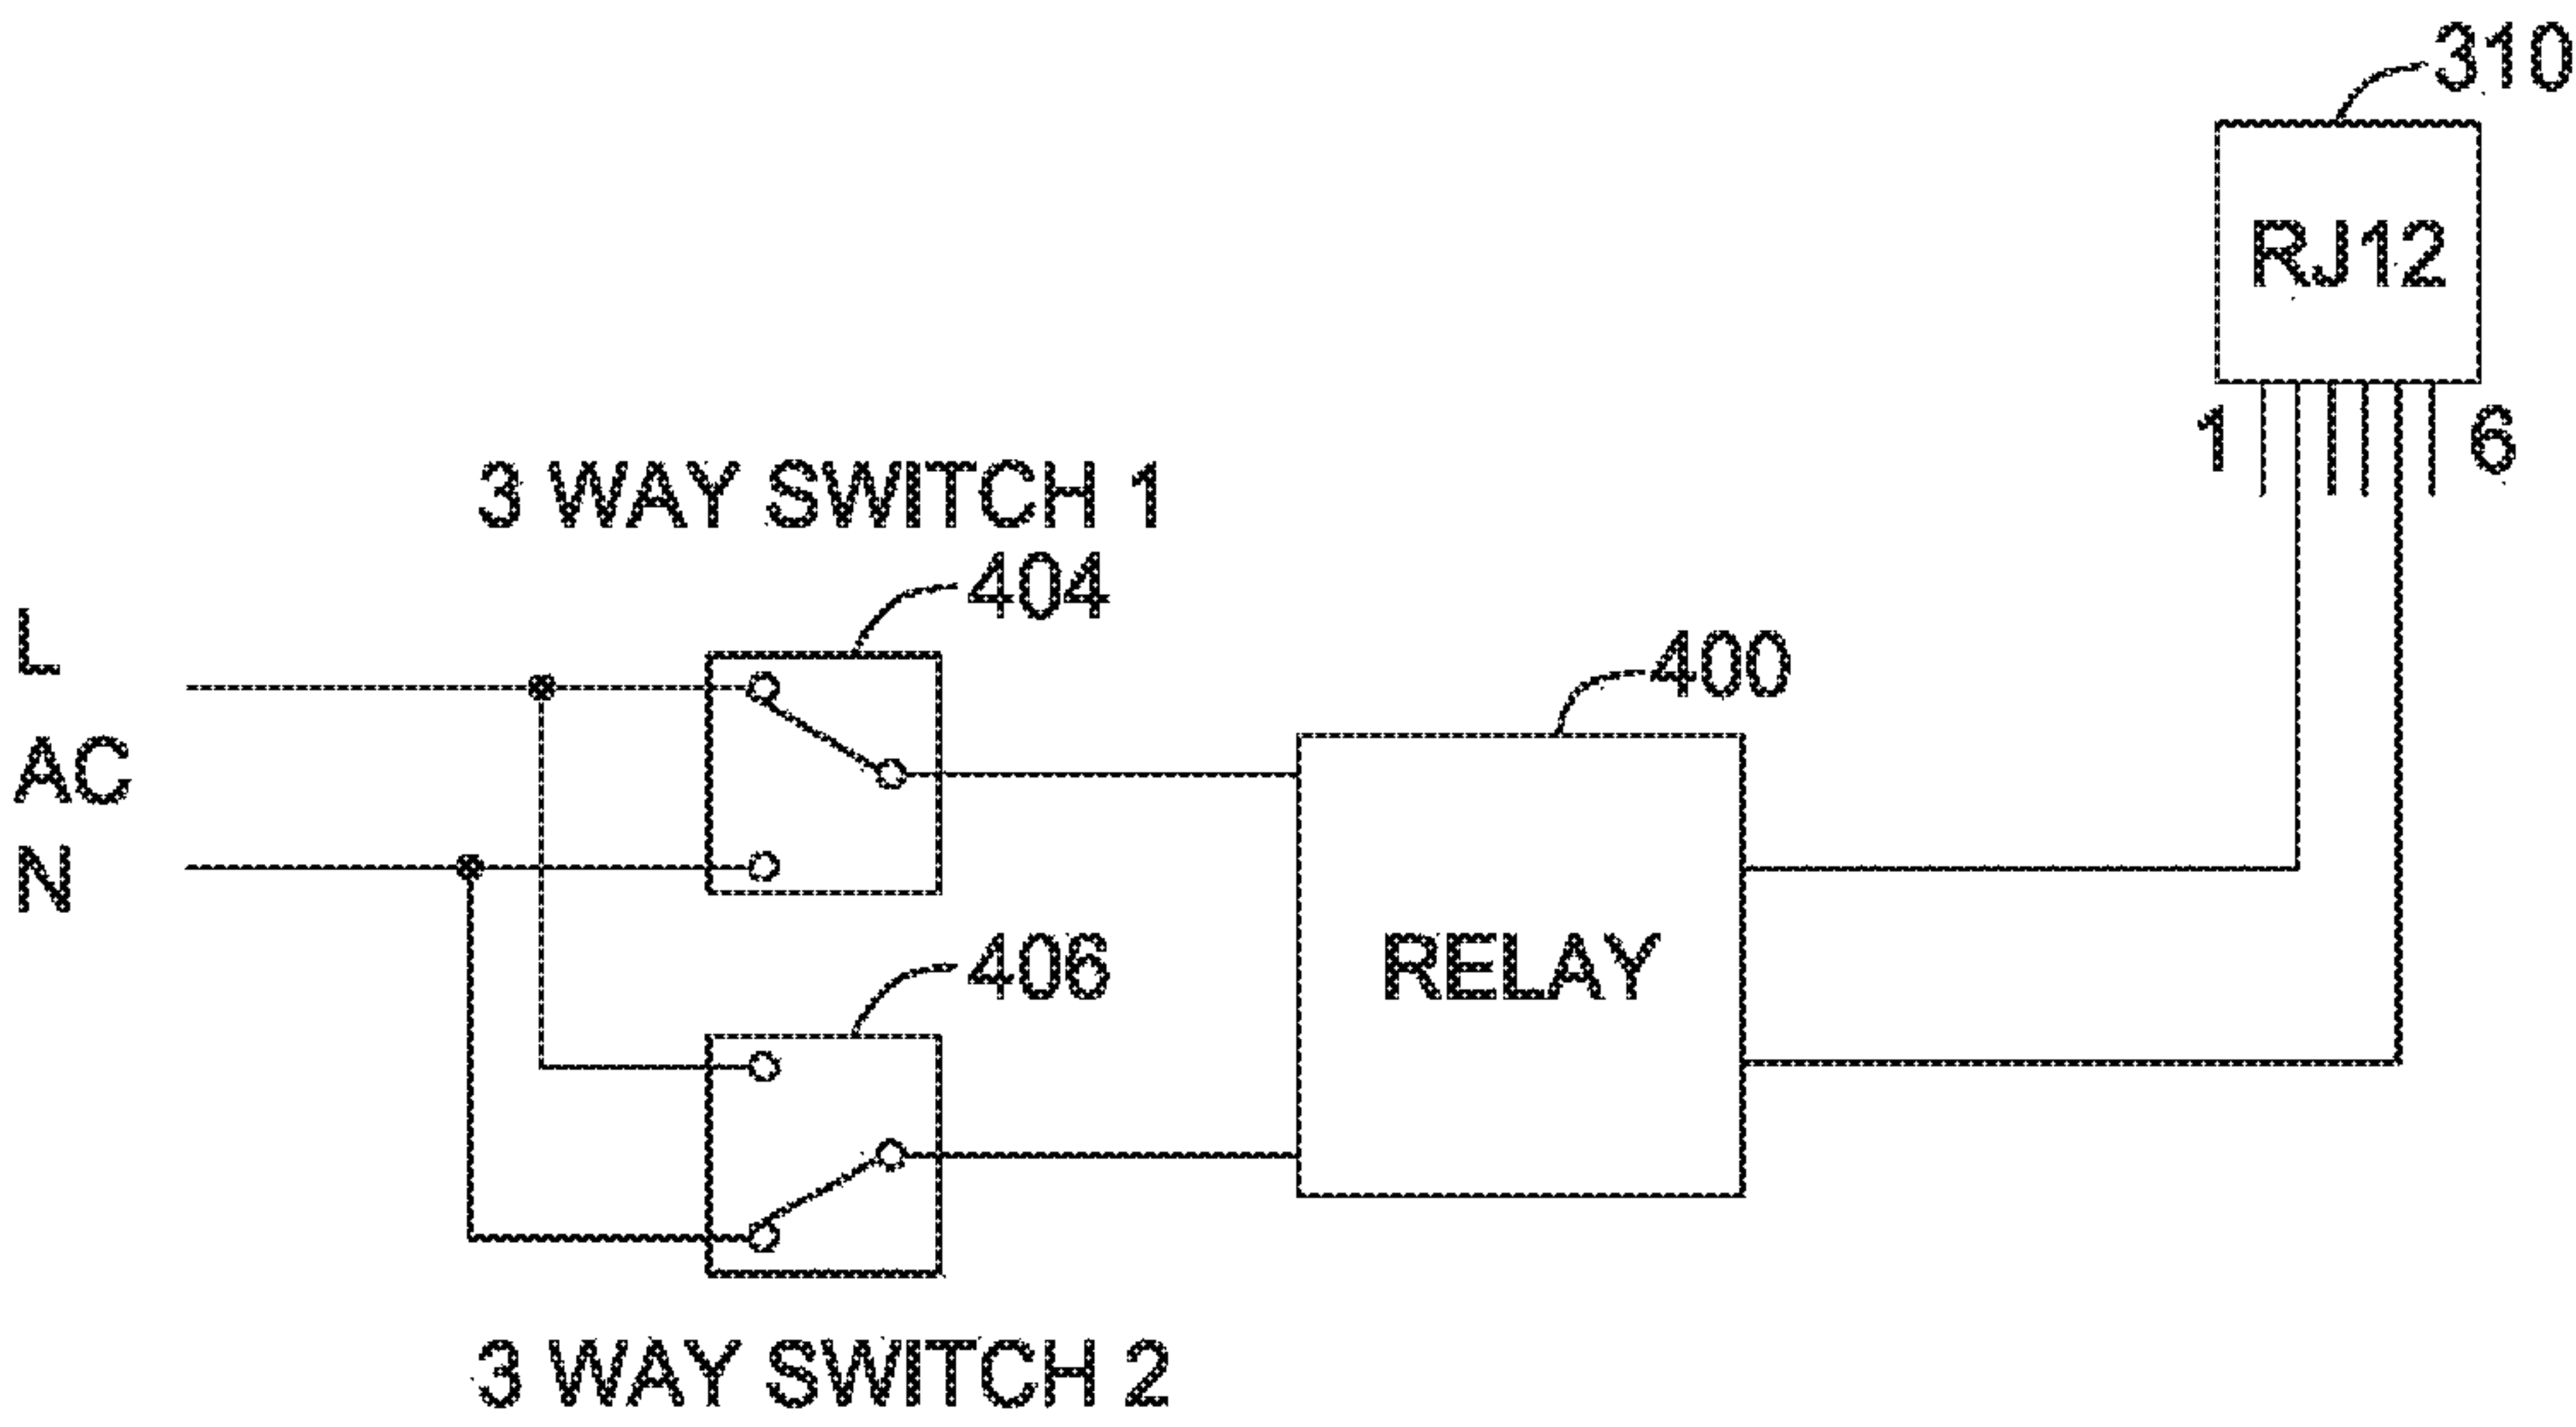 310
RJ12
1
6
3 WAY SWITCH 1
404
L
400
AC
N
406
RELAY
3 WAY SWITCH 2